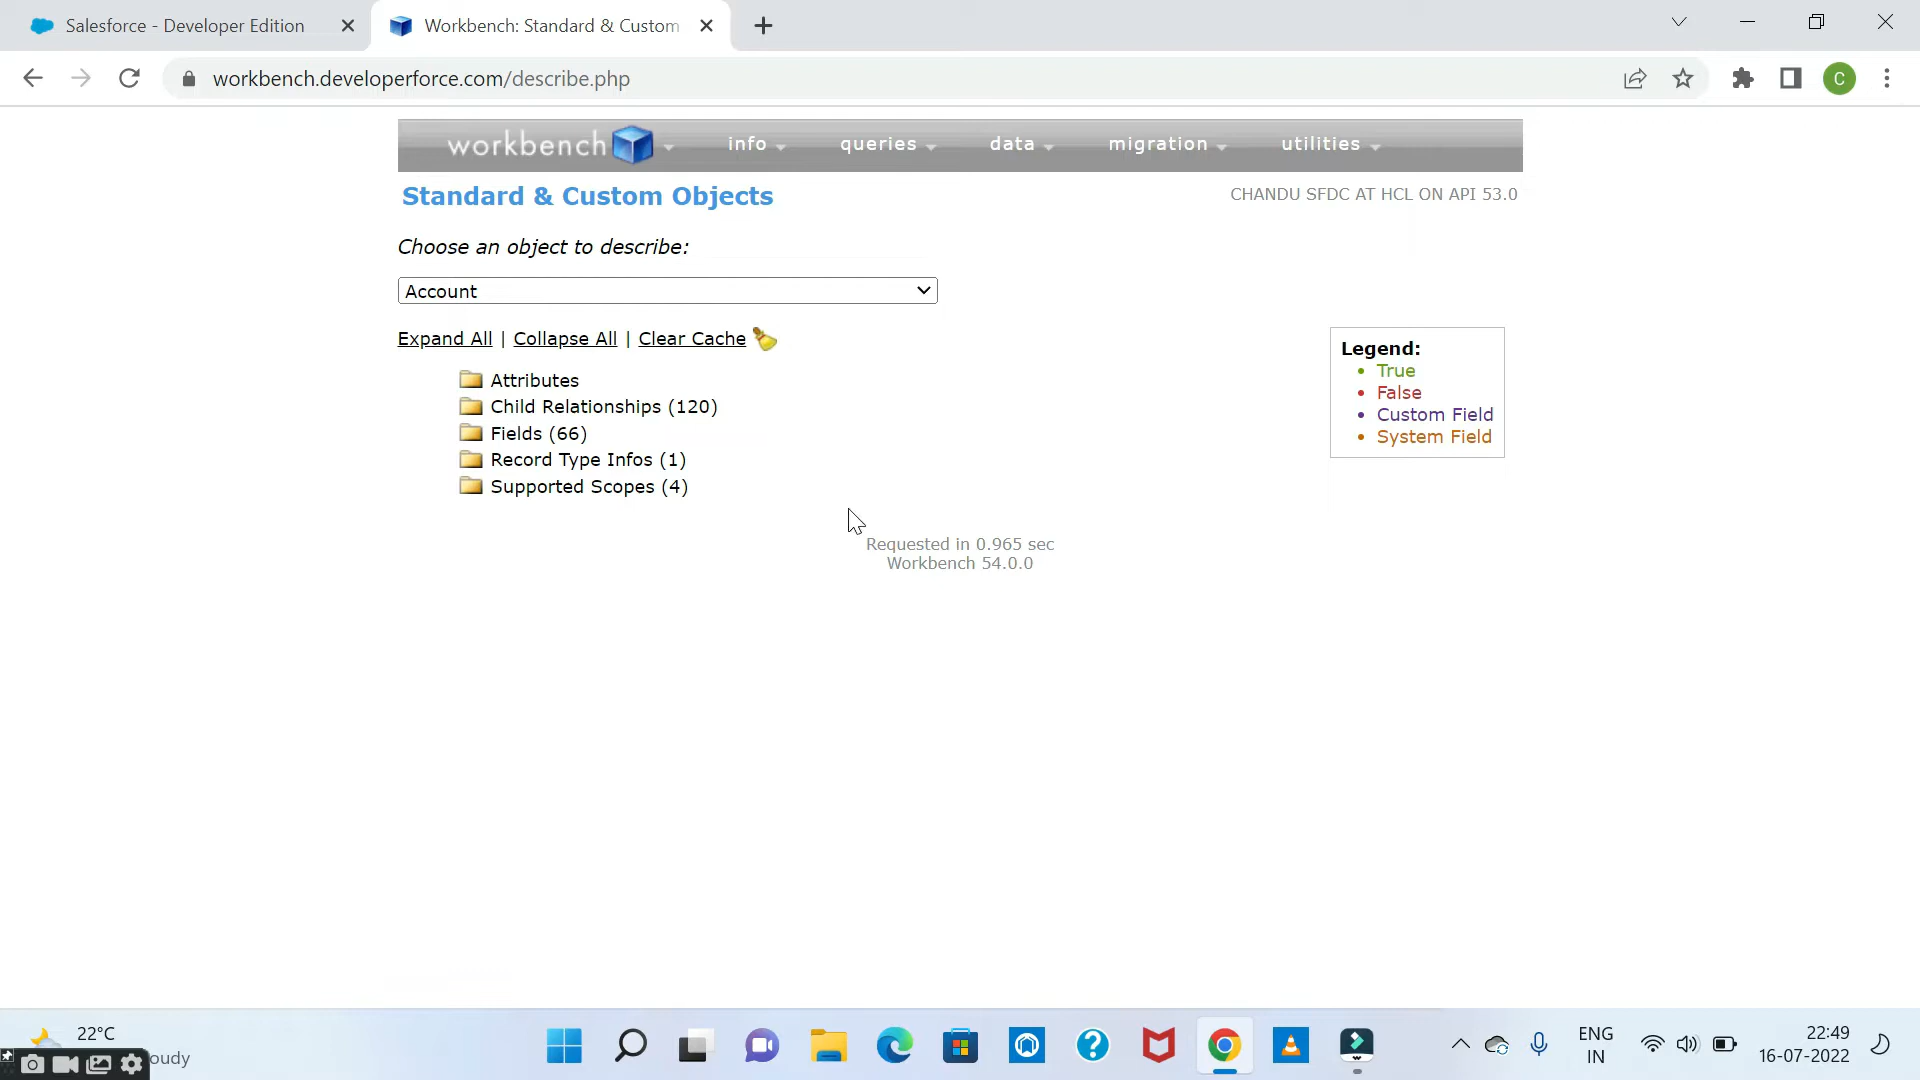 Salesforce - Developer Edition
Workbench: Standard & Custom
workbench.developerforce.com/describe.php
C
workbench info queries data migration utilities
Standard & Custom Objects
CHANDU SFDC AT HCL ON API 53.0
Choose an object to describe:
Account
Expand All | Collapse All | Clear Cache
Attributes
Child Relationships (120)
Fields (66)
Record Type Infos (1)
Supported Scopes (4)
Legend:
True
False
Custom Field
System Field
Requested in 0.965 sec
Workbench 54.0.0
22°C
oudy
ENG
IN
22:49
16-07-2022